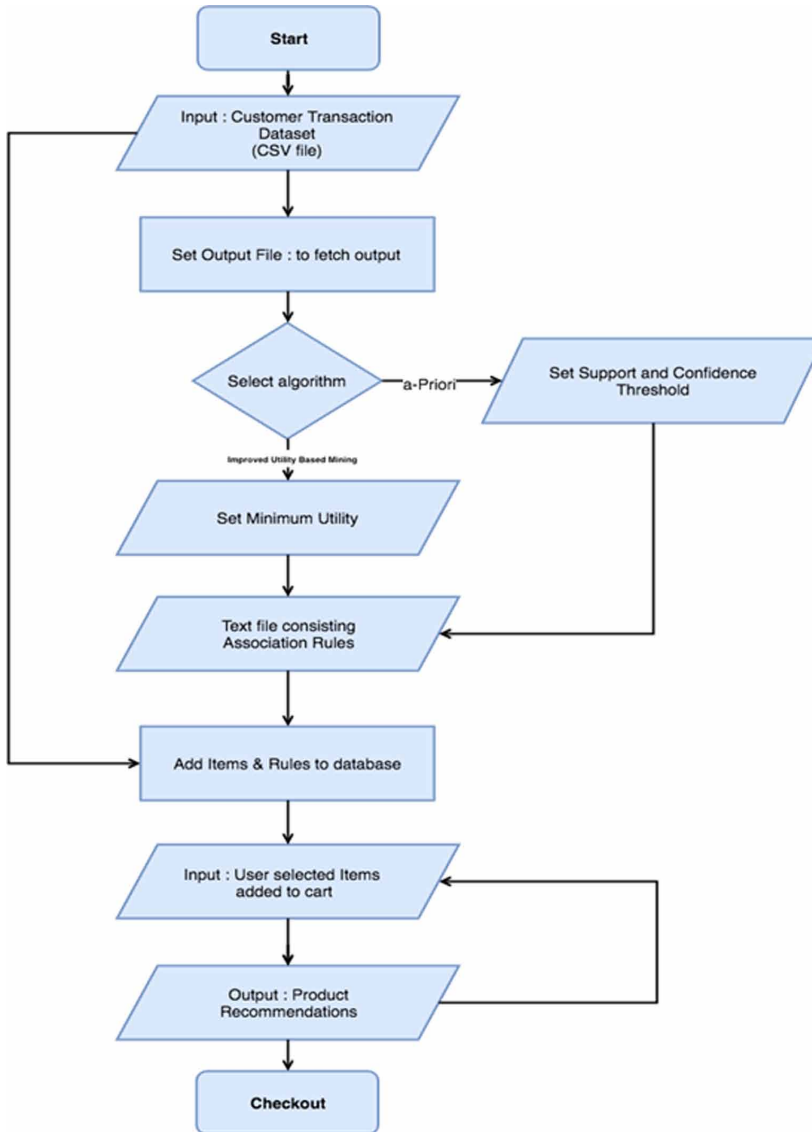 Start
Input : Customer Transaction
Dataset
(CSV file)
Set Output File : to fetch output
Select algorithm
a-Priori
Set Support and Confidence
Threshold
Improved Utility Based Mining
Set Minimum Utility
Text file consisting
Association Rules
Add Items & Rules to database
Input : User selected Items
added to cart
Output : Product
Recommendations
Checkout